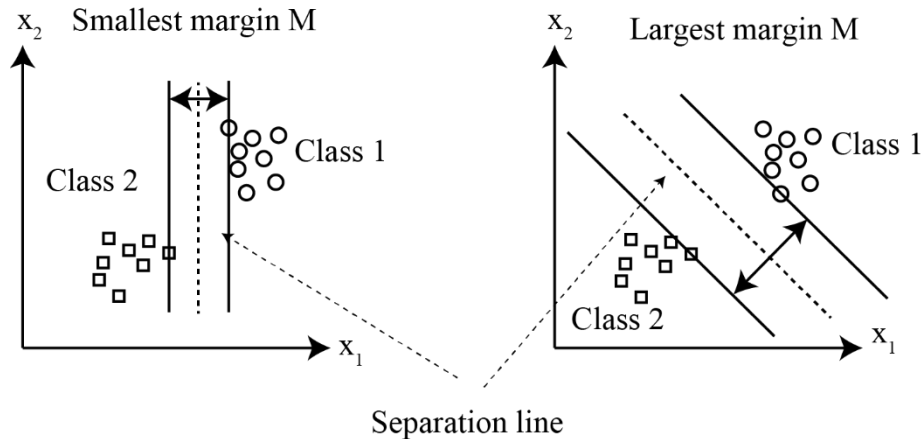 Smallest margin M
x2
Class 1
Class 2
x1
Largest margin M
x2
Class 1
Class 2
x1
Separation line